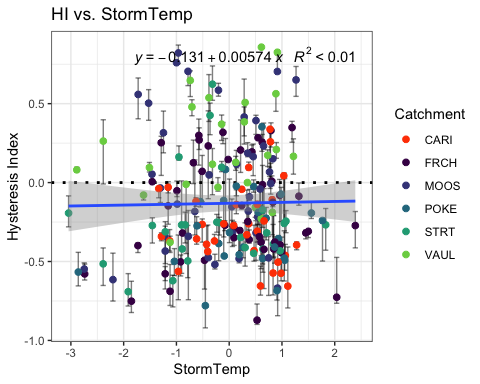 HI vs. StormTemp
y = −0.131 + 0.00574 x R² < 0.01
Hysteresis Index
0.5
0.0
-0.5
-1.0
-3 -2 -1 0 1 2
StormTemp
Catchment
CARI
FRCH
MOOS
POKE
STRT
VAUL